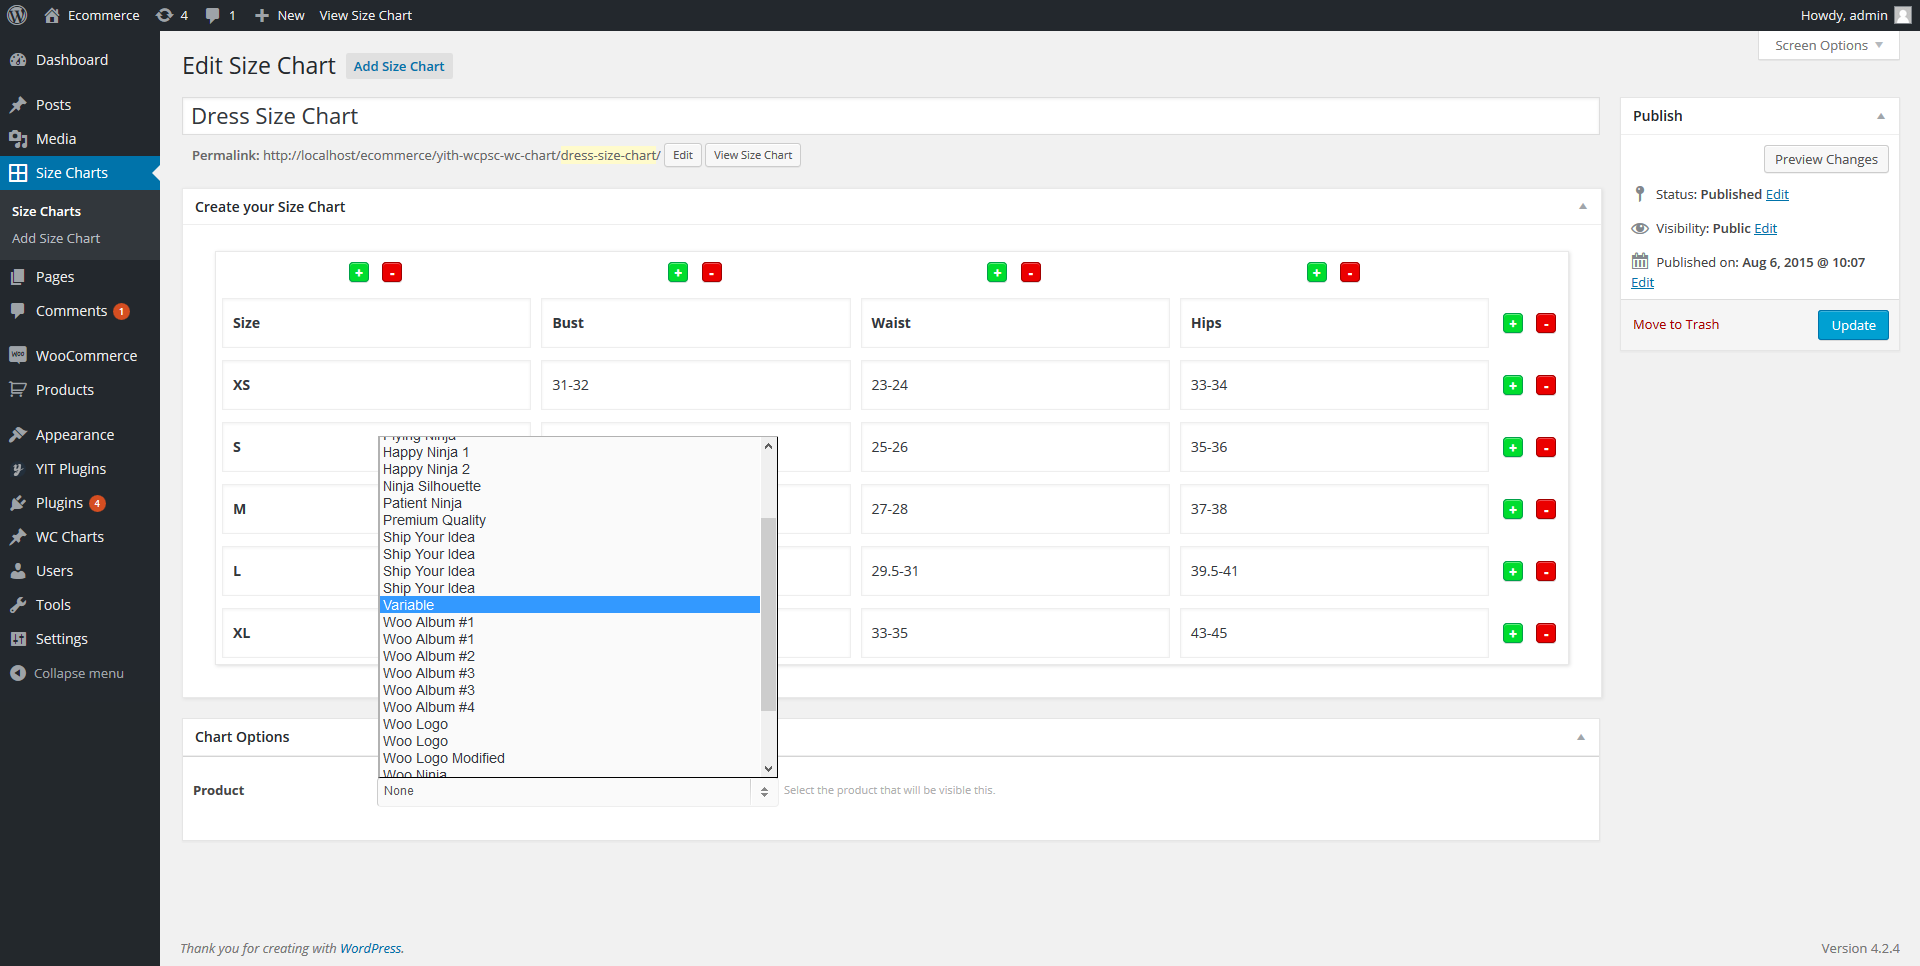 Ecommerce 4 1 New View Size Chart Howdy, admin
Screen Options
Dashboard
Posts
Media
Size Charts
Size Charts
Add Size Chart
Pages
Comments 1
WooCommerce
Products
Appearance
YIT Plugins
Plugins 4
WC Charts
Users
Tools
Settings
Collapse menu
Edit Size Chart Add Size Chart
Dress Size Chart
Permalink: http://localhost/ecommerce/yith-wcpsc-wc-chart/dress-size-chart/ Edit View Size Chart
Create your Size Chart
+ - + - + - + -
Size Bust Waist Hips + -
XS 31-32 23-24 33-34 + -
S 25-26 35-36 + -
M 27-28 37-38 + -
L 29.5-31 39.5-41 + -
XL 33-35 43-45 + -
Flying Ninja
Happy Ninja 1
Happy Ninja 2
Ninja Silhouette
Patient Ninja
Premium Quality
Ship Your Idea
Ship Your Idea
Ship Your Idea
Ship Your Idea
Variable
Woo Album #1
Woo Album #1
Woo Album #2
Woo Album #3
Woo Album #3
Woo Album #4
Woo Logo
Woo Logo
Woo Logo Modified
Woo Ninja
Chart Options
Product None Select the product that will be visible this.
Publish
Preview Changes
Status: Published Edit
Visibility: Public Edit
Published on: Aug 6, 2015 @ 10:07
Edit
Move to Trash Update
Thank you for creating with WordPress. Version 4.2.4